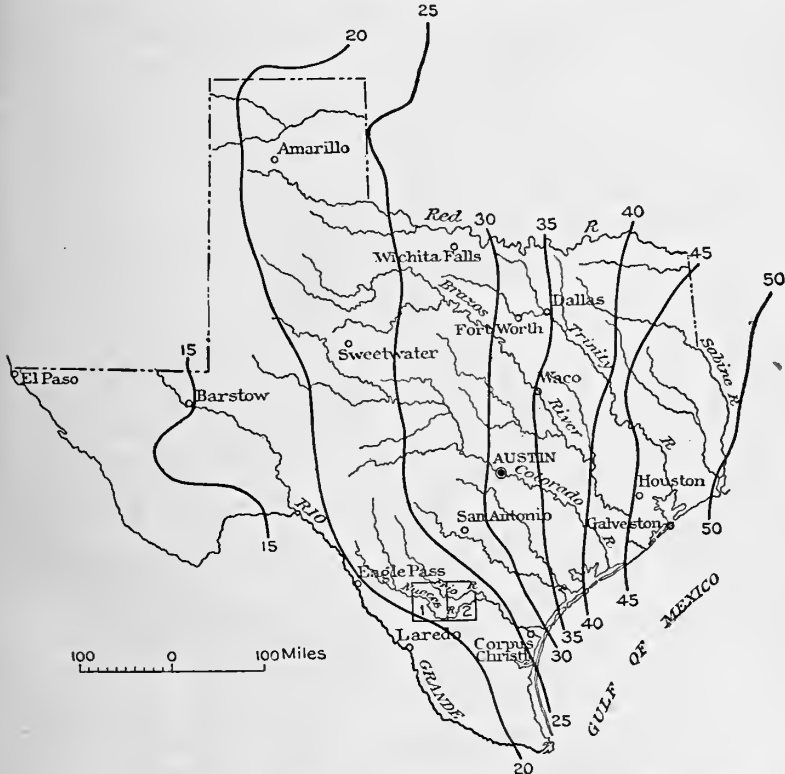 25
20
Amarillo
Red R
30
35
40
45
50
Wichita Falls
Brazos River
Dallas
Fort Worth
Trinity R
Sabine R
15
Sweetwater
El Paso
Barstow
Waco
AUSTIN
Colorado R
Houston
San Antonio
Galveston
RIO GRANDE
15
50
Eagle Pass
Frio R
Nueces R
1 2
45
40
35
30
Laredo
Corpus
Christi
GULF OF MEXICO
100 0 100 Miles
25
20